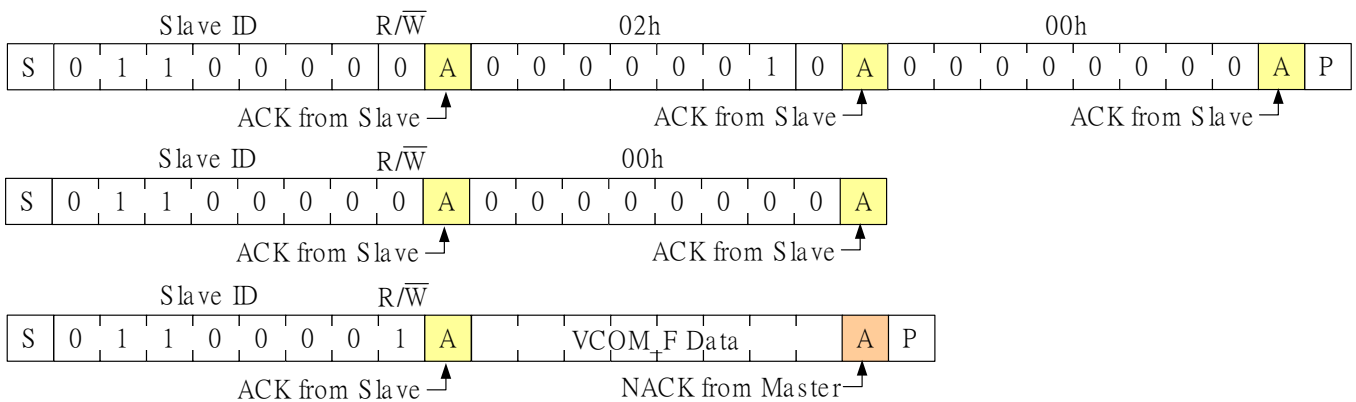 Slave ID R/W̅ 02h 00h
S 0 1 1 0 0 0 0 0 A 0 0 0 0 0 0 1 0 A 0 0 0 0 0 0 0 0 A P
ACK from Slave ACK from Slave ACK from Slave
Slave ID R/W̅ 00h
S 0 1 1 0 0 0 0 0 A 0 0 0 0 0 0 0 0 A
ACK from Slave ACK from Slave
Slave ID R/W̅
S 0 1 1 0 0 0 0 1 A VCOM_F Data A P
ACK from Slave NACK from Master